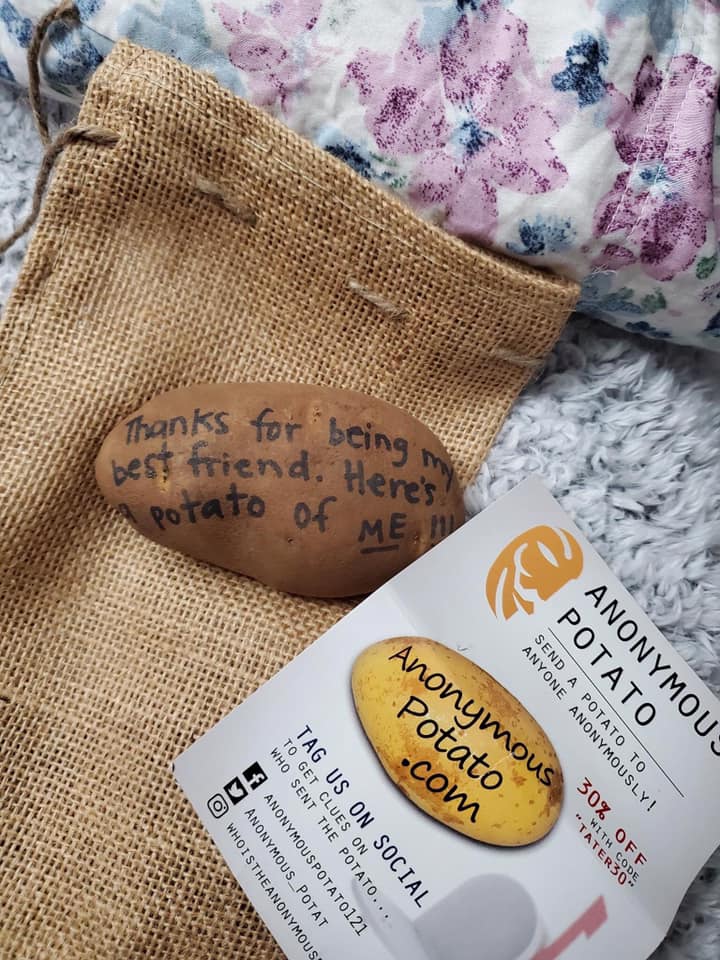 Thanks for being my
best friend. Here's
a potato of ME !!!
ANONYMOUS
POTATO
SEND A POTATO TO
ANYONE ANONYMOUSLY!
Anonymous
Potato
.com
30% OFF
WITH CODE
"TATER30"
TAG US ON SOCIAL
TO GET CLUES ON
WHO SENT THE POTATO...
ANONYMOUSPOTATO121
ANONYMOUS_POTAT
WHOISTHEANONYMOUS